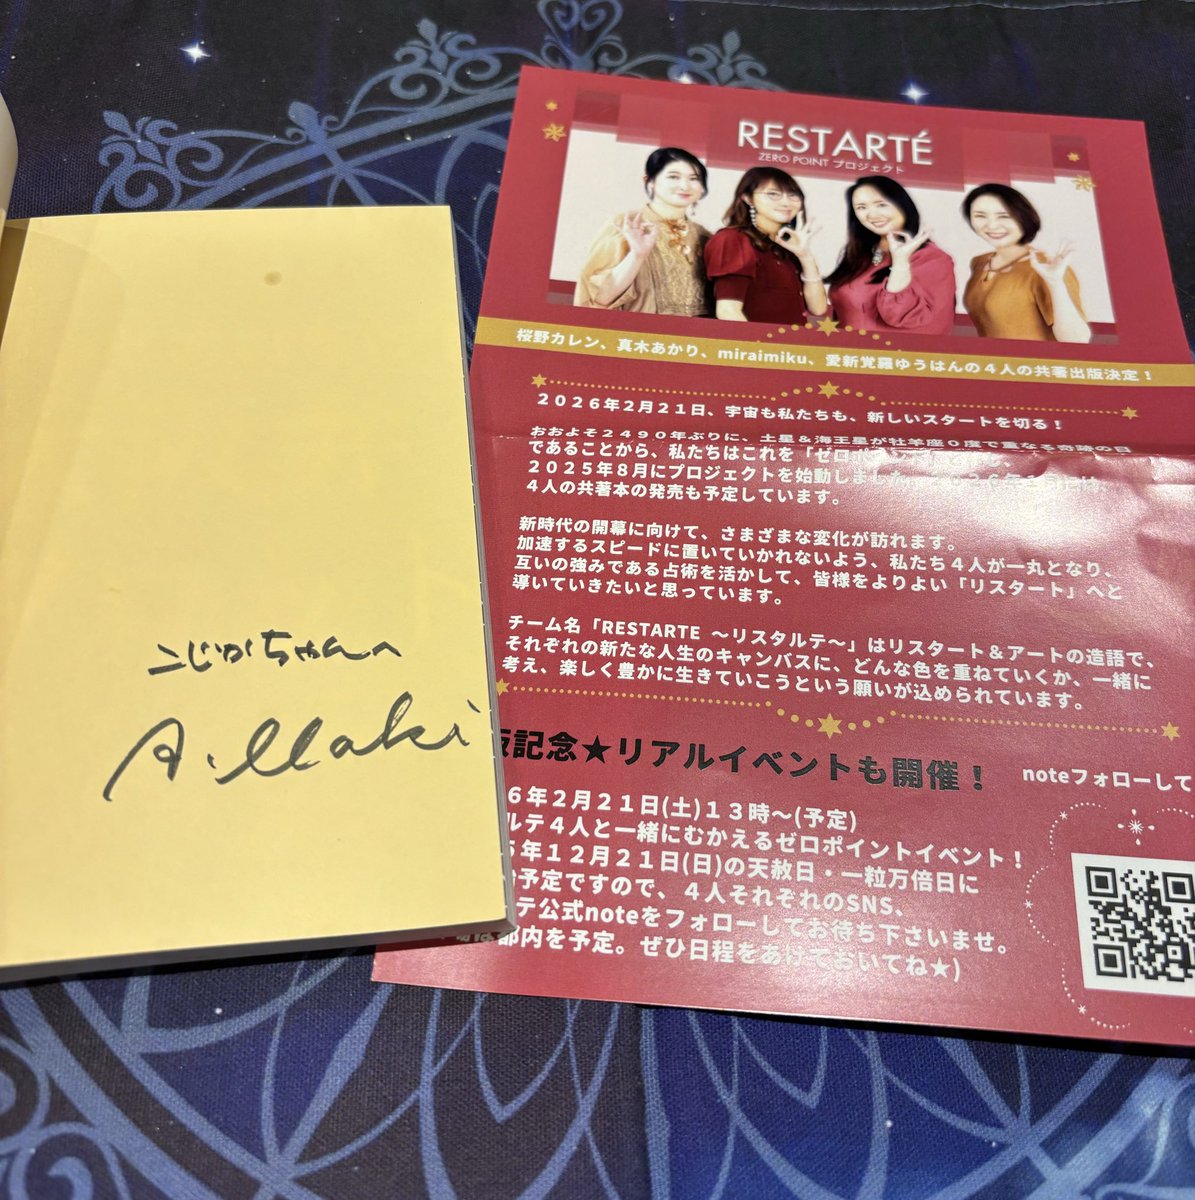 こじかちゃんへ
A.Maki
RESTARTÉ
ZERO POINT プロジェクト
桜野カレン、真木あかり、miraimiku、愛新覚羅ゆうはんの４人の共著出版決定！
２０２６年２月２１日、宇宙も私たちも、新しいスタートを切る！
おおよそ２４９０年ぶりに、土星＆海王星が牡羊座０度で重なる奇跡の日
であることから、私たちはこれを「ゼロポイント
２０２５年８月にプロジェクトを始動しました
４人の共著本の発売も予定しています。
新時代の開幕に向けて、さまざまな変化が訪れます。
加速するスピードに置いていかれないよう、私たち４人が一丸となり、
互いの強みである占術を活かして、皆様をよりよい「リスタート」へと
導いていきたいと思っています。
チーム名「RESTARTE ～リスタルテ～」はリスタート＆アートの造語で、
それぞれの新たな人生のキャンバスに、どんな色を重ねていくか、一緒に
考え、楽しく豊かに生きていこうという願いが込められています。
記念★リアルイベントも開催！
noteフォローして
６年２月２１日(土)１３時～(予定)
ルテ４人と一緒にむかえるゼロポイントイベント！
５年１２月２１日(日)の天赦日・一粒万倍日に
予定ですので、４人それぞれのSNS、
テ公式noteをフォローしてお待ち下さいませ。
都内を予定。ぜひ日程をあけておいてね★)